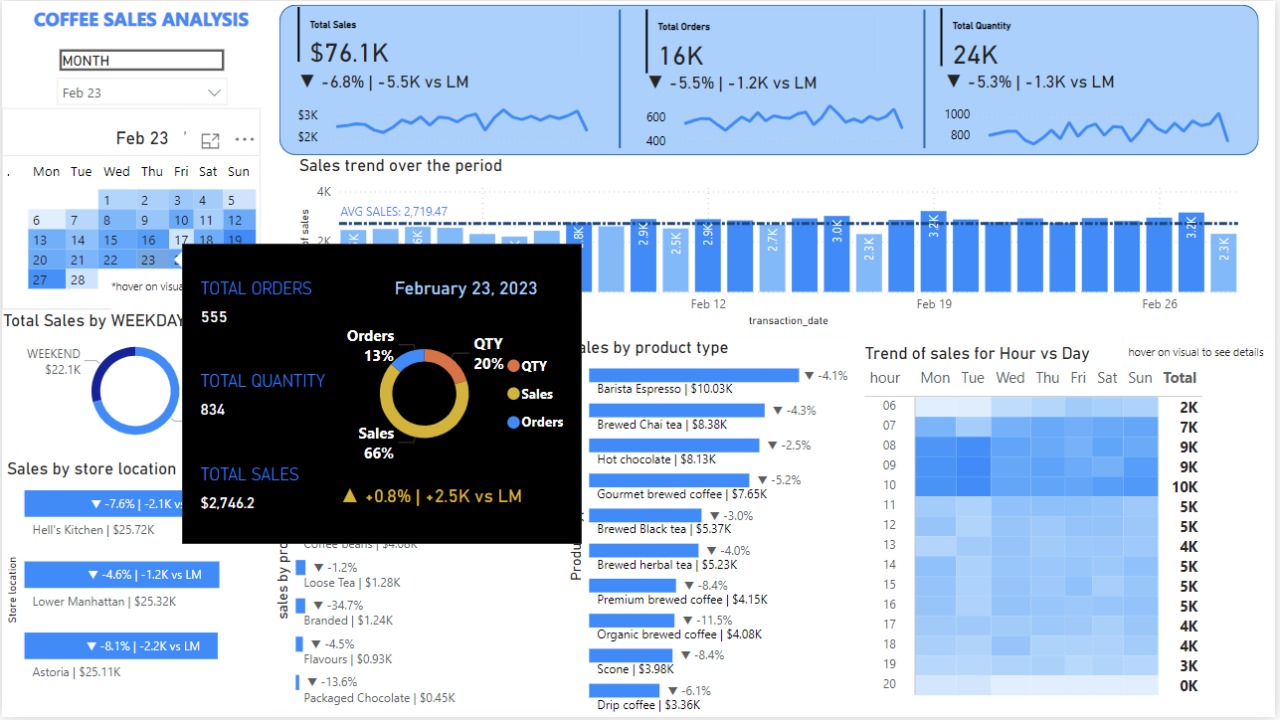 COFFEE SALES ANALYSIS
MONTH
Feb 23
Feb 23
Mon Tue Wed Thu Fri Sat Sun
1 2 3 4 5
6 7 8 9 10 11 12
13 14 15 16 17 18 19
20 21 22 23
27 28
*hover on visu
Total Sales
$76.1K
▼ -6.8% | -5.5K vs LM
$3K
$2K
Total Orders
16K
▼ -5.5% | -1.2K vs LM
600
400
Total Quantity
24K
▼ -5.3% | -1.3K vs LM
1000
800
Sales trend over the period
4K
2K
of sales
AVG SALES: 2,719.47
2.9K
2.5K
2.9K
2.7K
3.0K
2.3K
3.2K
3.2K
2.3K
Feb 12
Feb 19
Feb 26
transaction_date
TOTAL ORDERS
555
TOTAL QUANTITY
834
TOTAL SALES
$2,746.2
February 23, 2023
Orders
13%
QTY
20%
Sales
66%
QTY
Sales
Orders
▲ +0.8% | +2.5K vs LM
Total Sales by WEEKDAY
WEEKEND
$22.1K
Sales by store location
Store location
▼ -7.6% | -2.1K vs
Hell's Kitchen | $25.72K
▼ -4.6% | -1.2K vs LM
Lower Manhattan | $25.32K
▼ -8.1% | -2.2K vs LM
Astoria | $25.11K
sales by pro
Coffee beans | $4.08K
▼ -1.2%
Loose Tea | $1.28K
▼ -34.7%
Branded | $1.24K
▼ -4.5%
Flavours | $0.93K
▼ -13.6%
Packaged Chocolate | $0.45K
ales by product type
Produc
▼ -4.1%
Barista Espresso | $10.03K
▼ -4.3%
Brewed Chai tea | $8.38K
▼ -2.5%
Hot chocolate | $8.13K
▼ -5.2%
Gourmet brewed coffee | $7.65K
▼ -3.0%
Brewed Black tea | $5.37K
▼ -4.0%
Brewed herbal tea | $5.23K
▼ -8.4%
Premium brewed coffee | $4.15K
▼ -11.5%
Organic brewed coffee | $4.08K
▼ -8.4%
Scone | $3.98K
▼ -6.1%
Drip coffee | $3.36K
Trend of sales for Hour vs Day
hover on visual to see details
hour Mon Tue Wed Thu Fri Sat Sun Total
06 2K
07 7K
08 9K
09 9K
10 10K
11 5K
12 5K
13 4K
14 5K
15 5K
16 5K
17 4K
18 4K
19 3K
20 0K